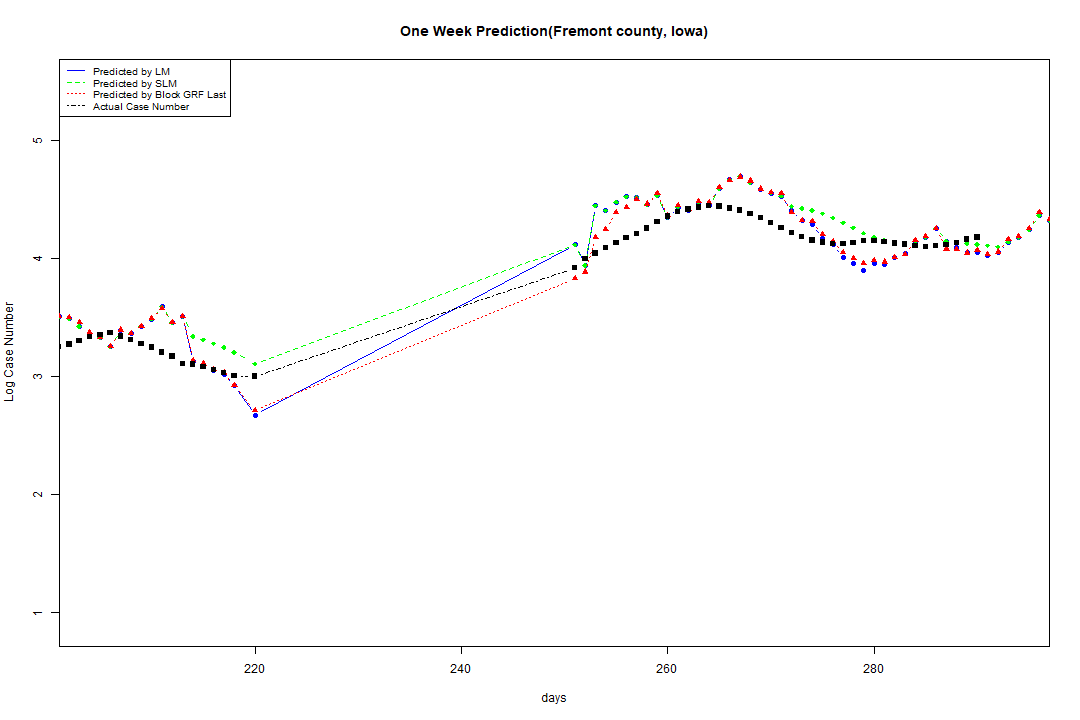 One Week Prediction(Fremont county, Iowa)
Predicted by LM
Predicted by SLM
Predicted by Block GRF Last
Actual Case Number
Log Case Number
5
4
3
2
1
220 240 260 280
days